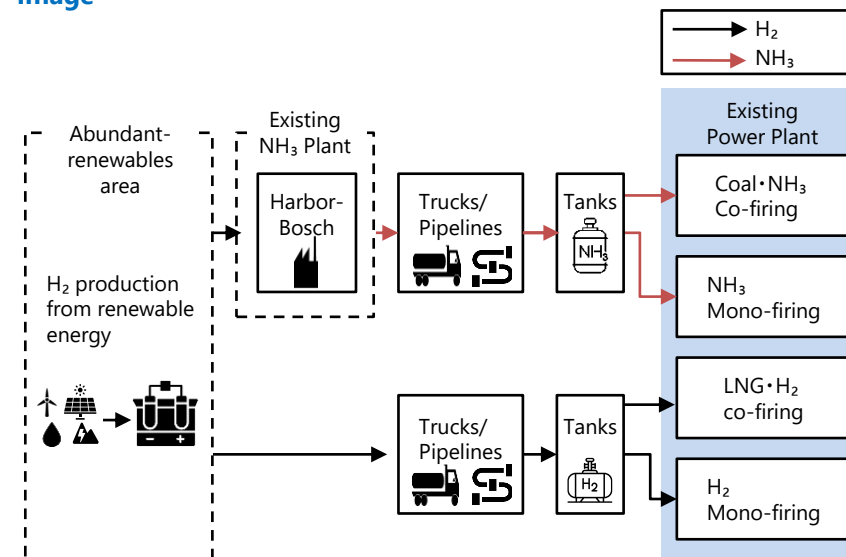 Image
H₂
NH₃
Abundant-
renewables
area
H₂ production
from renewable
energy
Existing
NH₃ Plant
Harbor-
Bosch
Trucks/
Pipelines
Tanks
NH₃
Existing
Power Plant
Coal・NH₃
Co-firing
NH₃
Mono-firing
Trucks/
Pipelines
Tanks
H₂
LNG・H₂
co-firing
H₂
Mono-firing